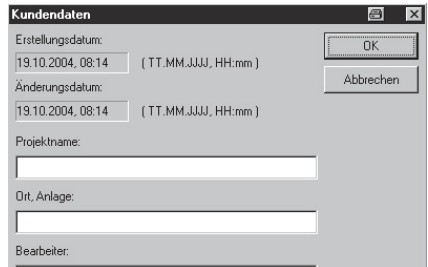 Kundendaten
Erstellungsdatum:
OK
19.10.2004, 08:14 ( TT.MM.JJJJ, HH:mm )
Abbrechen
Änderungsdatum:
19.10.2004, 08:14 ( TT.MM.JJJJ, HH:mm )
Projektname:
Ort, Anlage:
Bearbeiter: